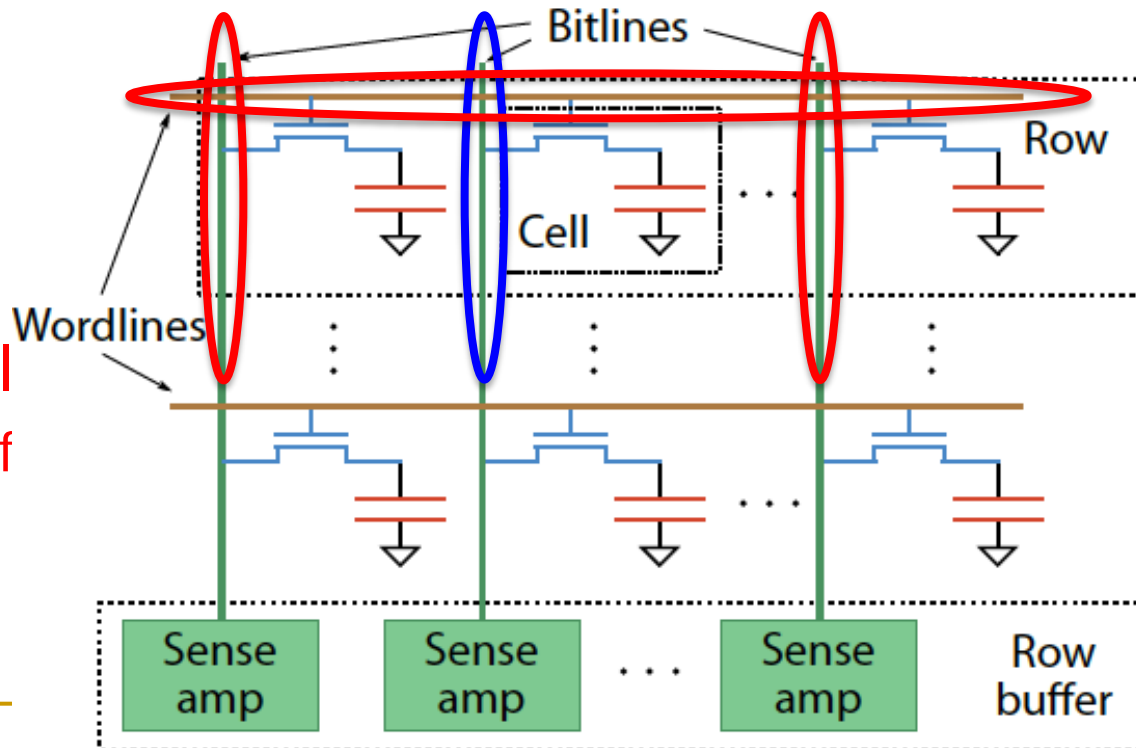 Bitlines
Row
Cell
Wordlines
l
f
Sense
amp
Sense
amp
Sense
amp
Row
buffer